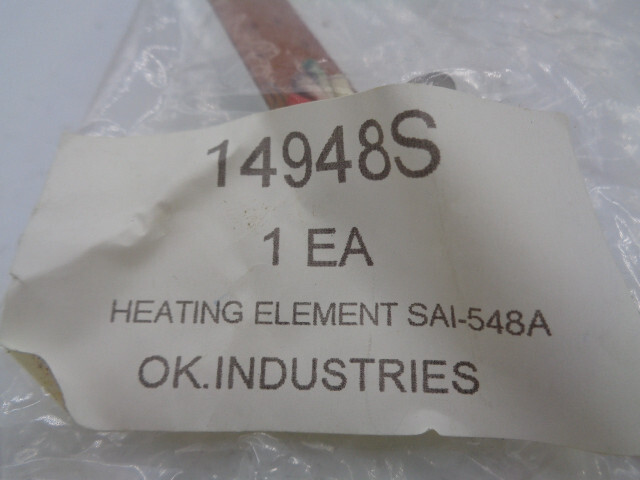 14948S
1 EA
HEATING ELEMENT SAI-548A
OK.INDUSTRIES